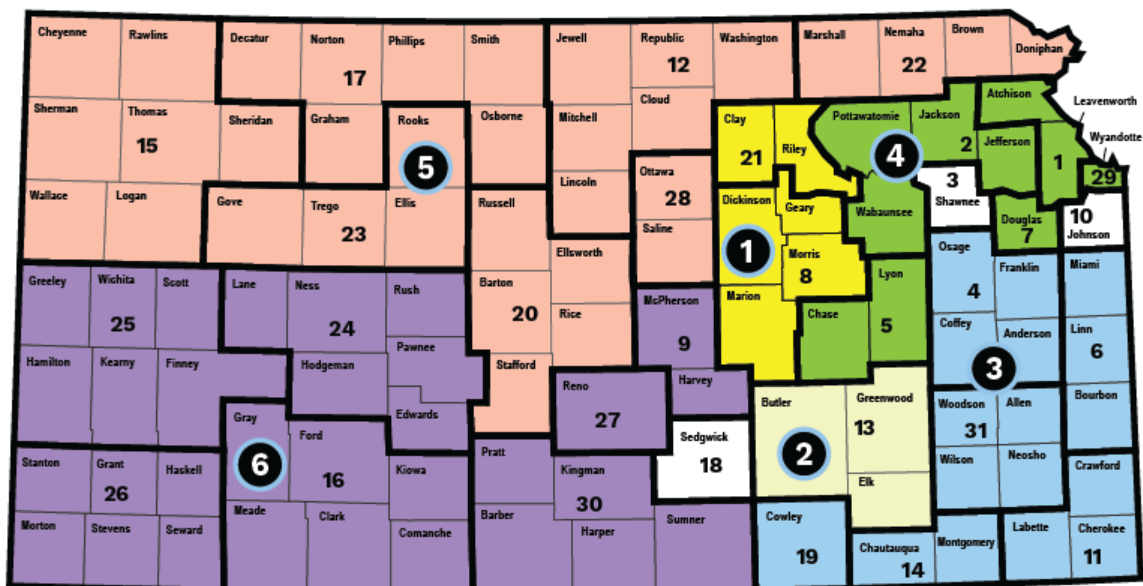 Cheyenne
Rawlins
Decatur
Norton
17
Phillips
Smith
Jewell
Republic
12
Washington
Marshall
Nemaha
22
Brown
Doniphan
Sherman
Thomas
15
Sheridan
Graham
Rooks
5
Osborne
Mitchell
Cloud
Clay
21
Riley
Pottawatomie
4
Jackson
2
Atchison
Jefferson
Leavenworth
1
Wyandotte
29
Wallace
Logan
Gove
Trego
23
Ellis
Russell
Lincoln
Ottawa
28
Saline
Dickinson
1
Geary
Morris
8
Wabaunsee
3
Shawnee
Douglas
7
10
Johnson
Ellsworth
Greeley
Wichita
25
Scott
Lane
Ness
24
Rush
Barton
20
Rice
McPherson
9
Marion
Chase
Lyon
5
Osage
4
Franklin
Miami
Hamilton
Kearny
Finney
Hodgeman
Pawnee
Edwards
Stafford
Reno
27
Harvey
Coffey
Anderson
3
Linn
6
Gray
6
Ford
16
Kiowa
Pratt
Kingman
30
Sedgwick
18
Butler
2
Greenwood
13
Elk
Woodson
31
Allen
Bourbon
Wilson
Neosho
Crawford
Stanton
Grant
26
Haskell
Morton
Stevens
Seward
Meade
Clark
Comanche
Barber
Harper
Sumner
Cowley
19
Chautauqua
14
Montgomery
Labette
Cherokee
11